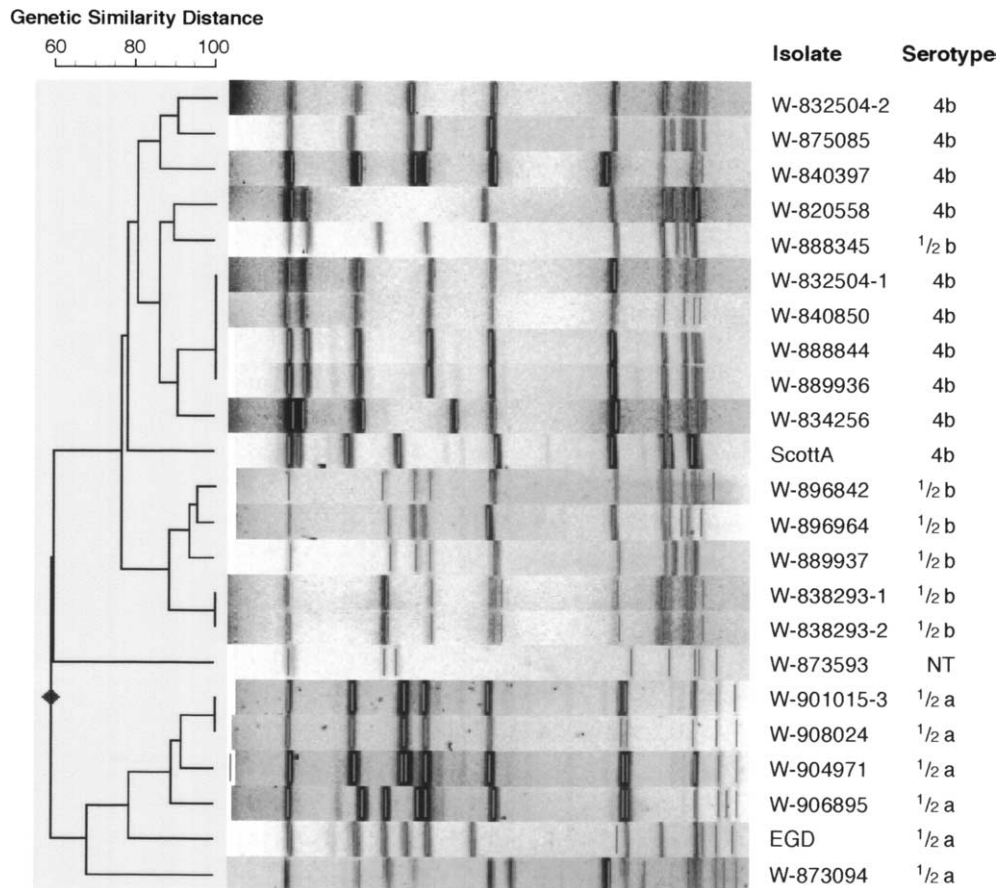 Genetic Similarity Distance
60 80 100
Isolate Serotype
W-832504-2 4b
W-875085 4b
W-840397 4b
W-820558 4b
W-888345 1/2 b
W-832504-1 4b
W-840850 4b
W-888844 4b
W-889936 4b
W-834256 4b
ScottA 4b
W-896842 1/2 b
W-896964 1/2 b
W-889937 1/2 b
W-838293-1 1/2 b
W-838293-2 1/2 b
W-873593 NT
W-901015-3 1/2 a
W-908024 1/2 a
W-904971 1/2 a
W-906895 1/2 a
EGD 1/2 a
W-873094 1/2 a